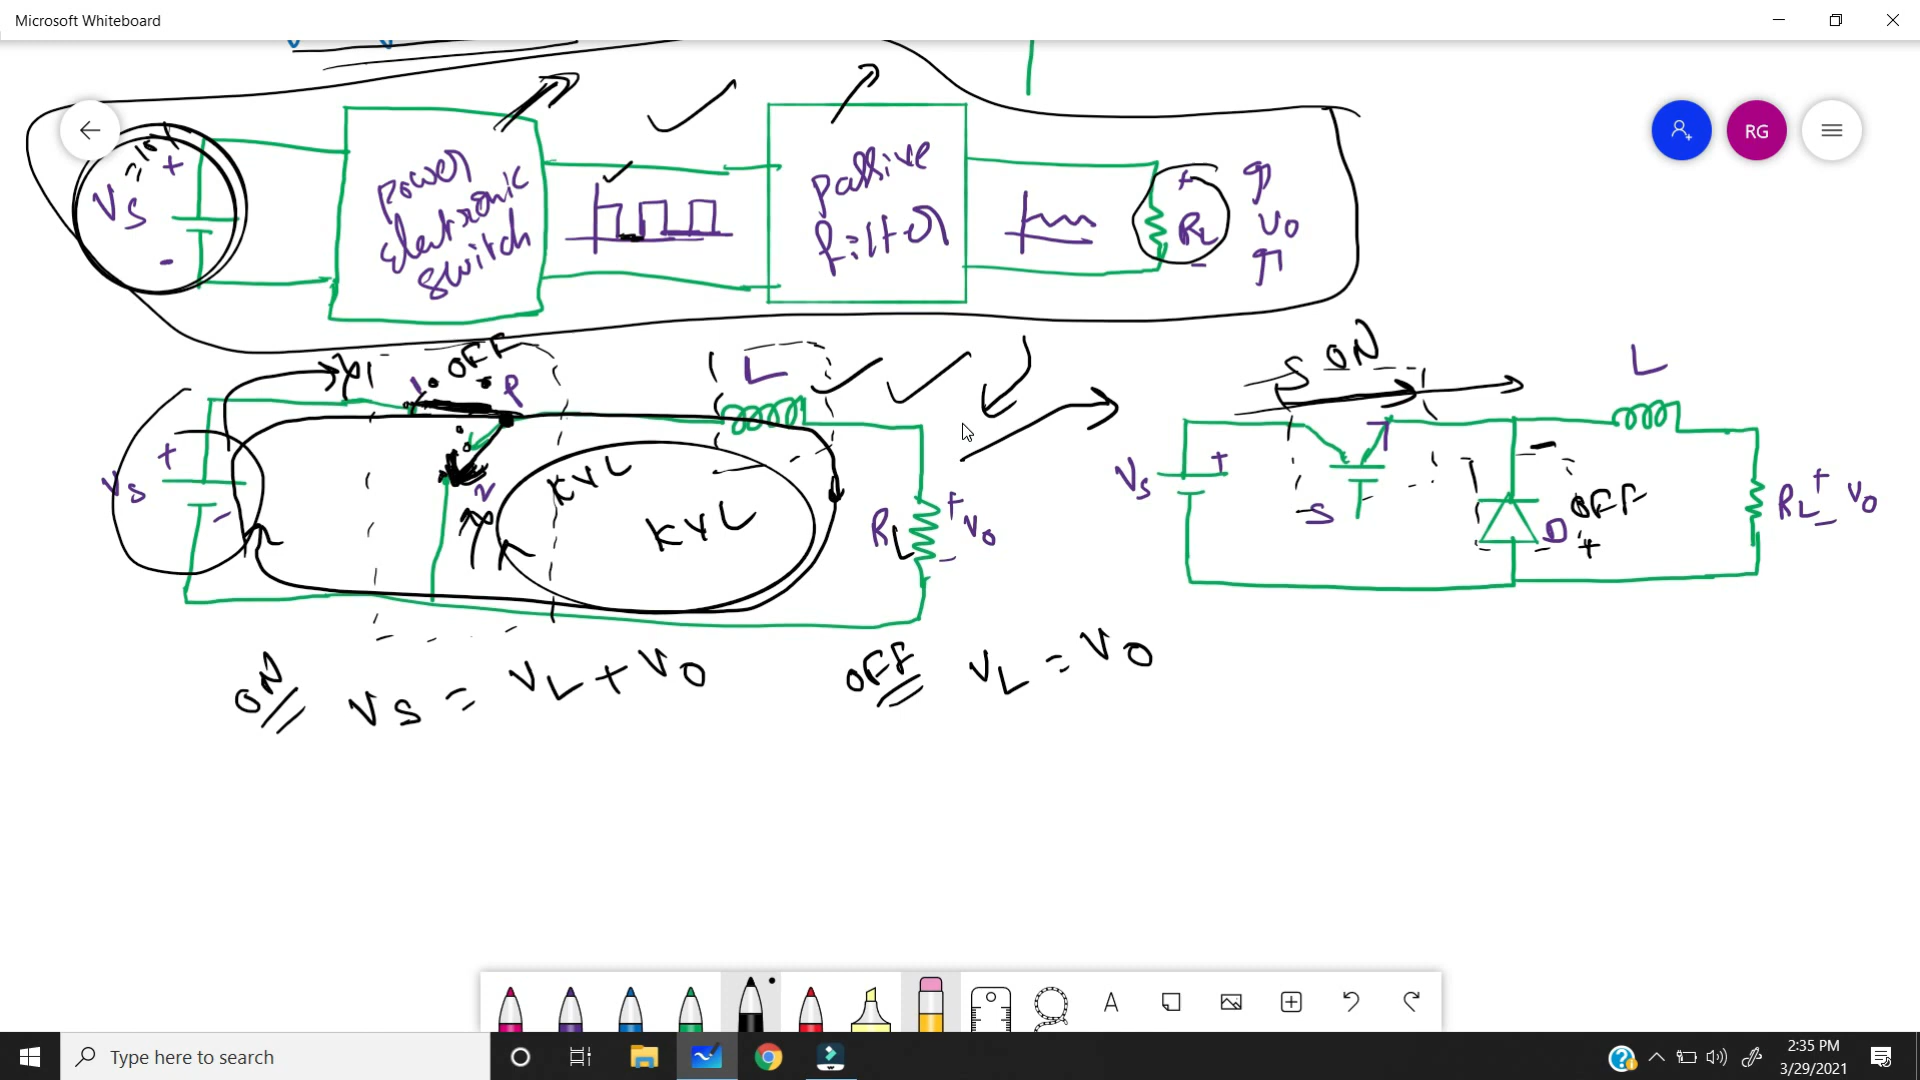 Microsoft Whiteboard
RG
+
Vs
-
power
electronic
switch
passive
filter
+
RL
-
Vo
OFF
1
P
L
+
Vs
-
2
KVL
KVL
RL
+
Vo
-
S ON
L
Vs
+
S
-
D
OFF
+
RL
+
Vo
-
ON Vs = VL + Vo
OFF VL = Vo
A
Type here to search
2:35 PM
3/29/2021